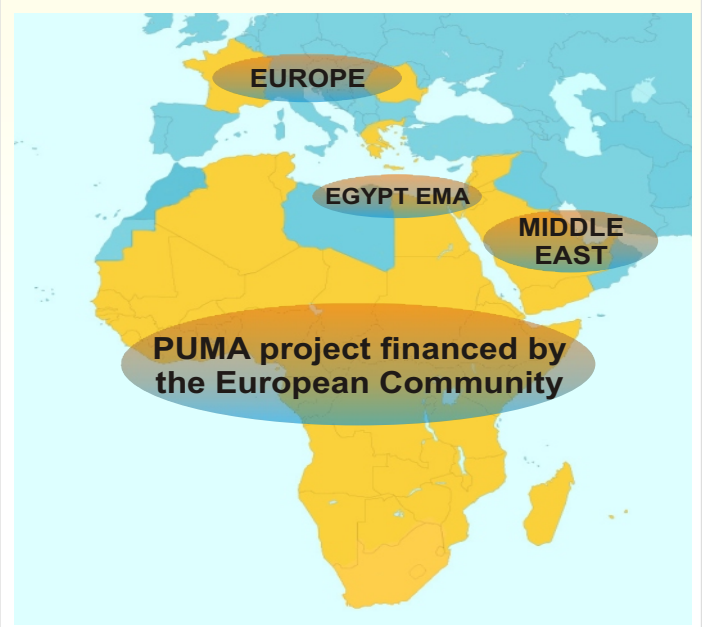 EUROPE
EGYPT EMA
MIDDLE
EAST
PUMA project financed by
the European Community